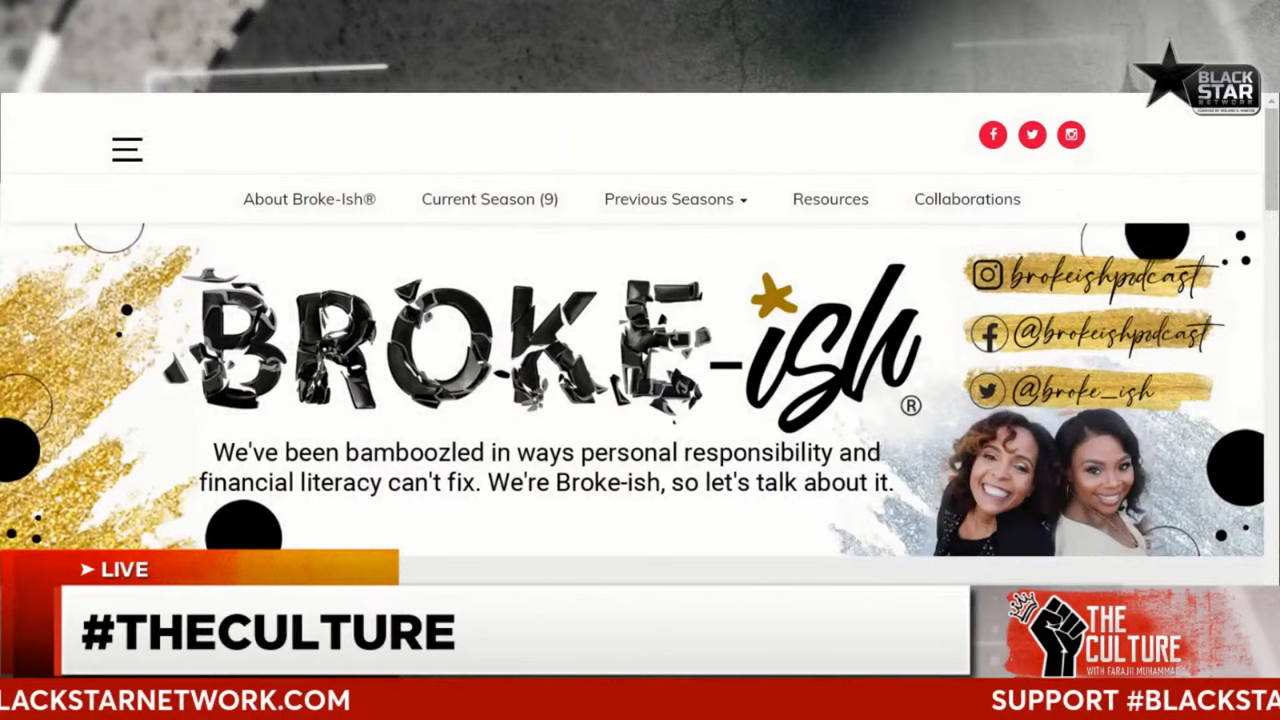 BLACK
STAR
NETWORK
About Broke-Ish®
Current Season (9)
Previous Seasons
Resources
Collaborations
BROKE-ish®
We've been bamboozled in ways personal responsibility and
financial literacy can't fix. We're Broke-ish, so let's talk about it.
brokeishpodcast
@brokeishpodcast
@broke_ish
LIVE
#THECULTURE
THE
CULTURE
WITH FARAJII MUHAMMAD
LACKSTARNETWORK.COM
SUPPORT #BLACKSTA